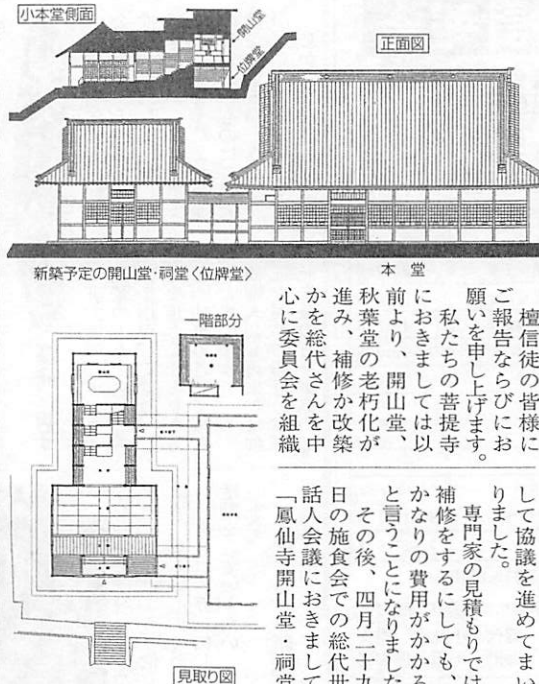 小本堂側面
開山堂
位牌堂
正面図
新築予定の開山堂・祠堂〈位牌堂〉
本堂
一階部分
見取り図
檀信徒の皆様に
ご報告ならびにお
願いを申し上げます。
私たちの菩提寺
におきましては以
前より、開山堂、
秋葉堂の老朽化が
進み、補修か改築
かを総代さんを中
心に委員会を組織
して協議を進めてまい
りました。
専門家の見積もりでは
補修をするにしても、
かなりの費用がかかる
と言うことになりました
その後、四月二十九
日の施食会での総代世
話人会議におきまして
「鳳仙寺開山堂・祠堂